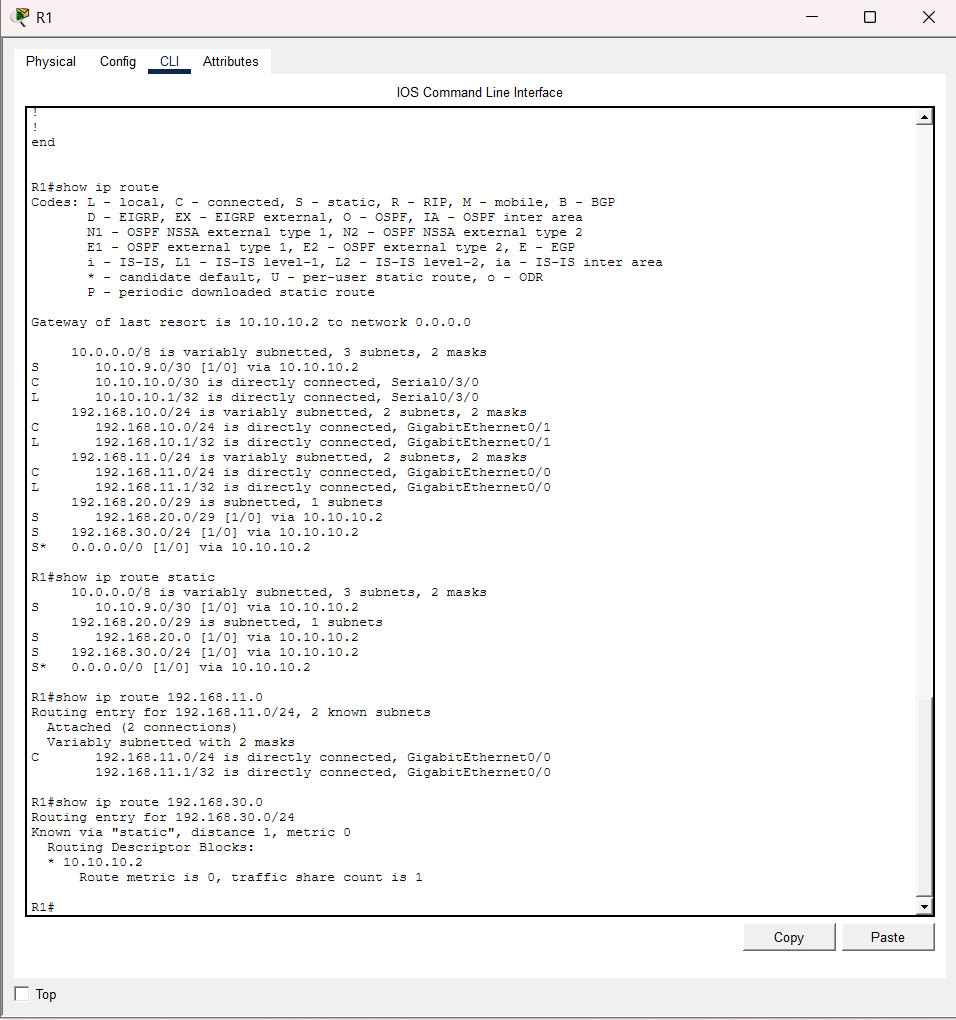 R1
Physical Config CLI Attributes
IOS Command Line Interface
!
!
end
R1#show ip route
Codes: L - local, C - connected, S - static, R - RIP, M - mobile, B - BGP
       D - EIGRP, EX - EIGRP external, O - OSPF, IA - OSPF inter area
       N1 - OSPF NSSA external type 1, N2 - OSPF NSSA external type 2
       E1 - OSPF external type 1, E2 - OSPF external type 2, E - EGP
       i - IS-IS, L1 - IS-IS level-1, L2 - IS-IS level-2, ia - IS-IS inter area
       * - candidate default, U - per-user static route, o - ODR
       P - periodic downloaded static route
Gateway of last resort is 10.10.10.2 to network 0.0.0.0
     10.0.0.0/8 is variably subnetted, 3 subnets, 2 masks
S       10.10.9.0/30 [1/0] via 10.10.10.2
C       10.10.10.0/30 is directly connected, Serial0/3/0
L       10.10.10.1/32 is directly connected, Serial0/3/0
     192.168.10.0/24 is variably subnetted, 2 subnets, 2 masks
C       192.168.10.0/24 is directly connected, GigabitEthernet0/1
L       192.168.10.1/32 is directly connected, GigabitEthernet0/1
     192.168.11.0/24 is variably subnetted, 2 subnets, 2 masks
C       192.168.11.0/24 is directly connected, GigabitEthernet0/0
L       192.168.11.1/32 is directly connected, GigabitEthernet0/0
     192.168.20.0/29 is subnetted, 1 subnets
S       192.168.20.0/29 [1/0] via 10.10.10.2
S    192.168.30.0/24 [1/0] via 10.10.10.2
S*   0.0.0.0/0 [1/0] via 10.10.10.2
R1#show ip route static
     10.0.0.0/8 is variably subnetted, 3 subnets, 2 masks
S       10.10.9.0/30 [1/0] via 10.10.10.2
     192.168.20.0/29 is subnetted, 1 subnets
S       192.168.20.0 [1/0] via 10.10.10.2
S    192.168.30.0/24 [1/0] via 10.10.10.2
S*   0.0.0.0/0 [1/0] via 10.10.10.2
R1#show ip route 192.168.11.0
Routing entry for 192.168.11.0/24, 2 known subnets
  Attached (2 connections)
  Variably subnetted with 2 masks
C       192.168.11.0/24 is directly connected, GigabitEthernet0/0
        192.168.11.1/32 is directly connected, GigabitEthernet0/0
R1#show ip route 192.168.30.0
Routing entry for 192.168.30.0/24
Known via "static", distance 1, metric 0
  Routing Descriptor Blocks:
  * 10.10.10.2
      Route metric is 0, traffic share count is 1
R1#
Copy Paste
Top